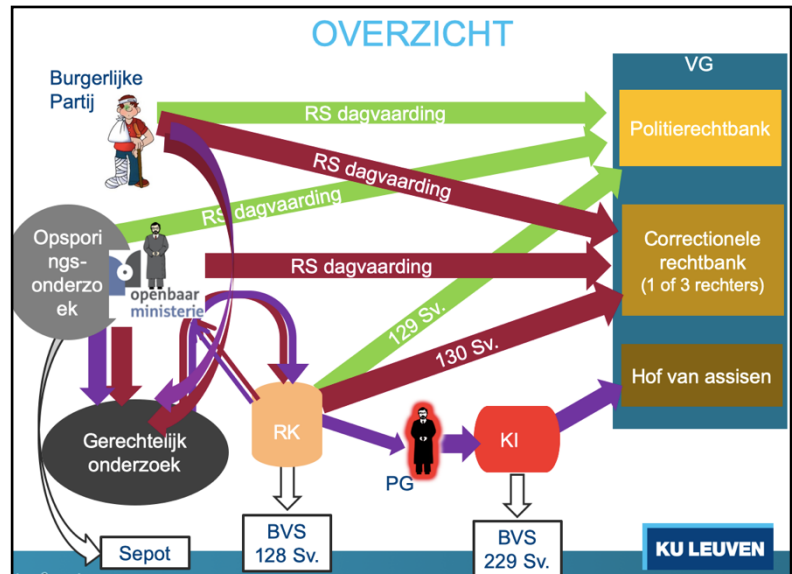 OVERZICHT
Burgerlijke
Partij
VG
RS dagvaarding
Politierechtbank
RS dagvaarding
RS dagvaarding
Opspori
ngs-
onderzo
ek
openbaar
ministerie
RS dagvaarding
Correctionele
rechtbank
(1 of 3 rechters)
129 Sv.
130 Sv.
Hof van assisen
Gerechtelijk
onderzoek
RK
PG
KI
Sepot
BVS
128 Sv.
BVS
229 Sv.
KU LEUVEN